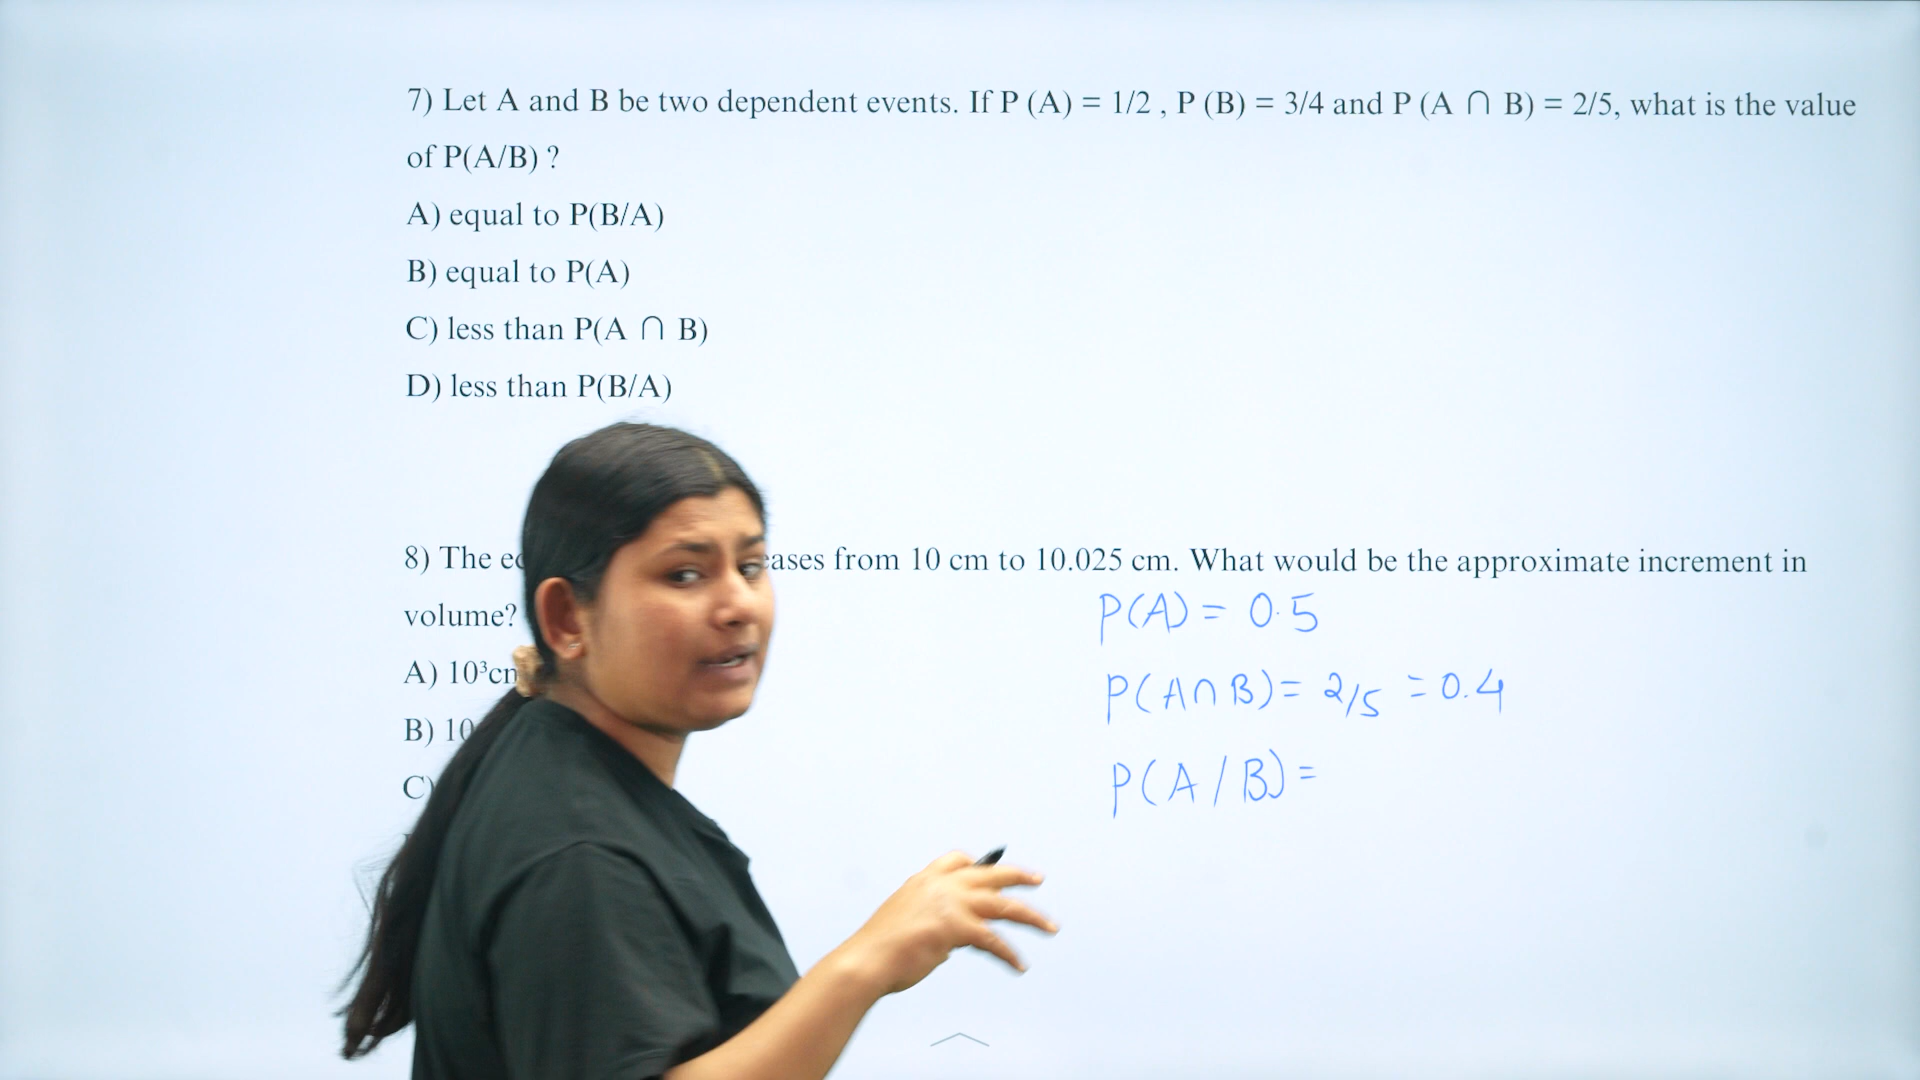 7) Let A and B be two dependent events. If P (A) = 1/2 , P (B) = 3/4 and P (A ∩ B) = 2/5, what is the value
of P(A/B) ?
A) equal to P(B/A)
B) equal to P(A)
C) less than P(A ∩ B)
D) less than P(B/A)
8) The from 10 cm to 10.025 cm. What would be the approximate increment in
volume?
P(A) = 0.5
A) 10³
P(A∩B) = 2/5 = 0.4
B) 10
P(A/B) =
C)